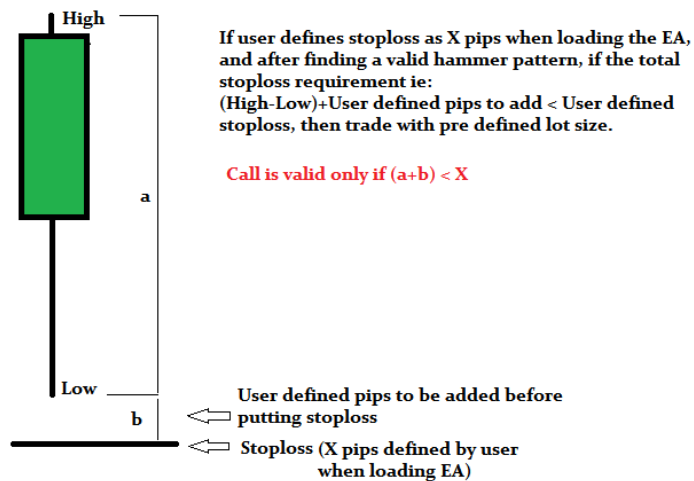 High
If user defines stoploss as X pips when loading the EA,
and after finding a valid hammer pattern, if the total
stoploss requirement ie:
(High-Low)+User defined pips to add < User defined
stoploss, then trade with pre defined lot size.
Call is valid only if (a+b) < X
a
Low
b
User defined pips to be added before
putting stoploss
Stoploss (X pips defined by user
when loading EA)